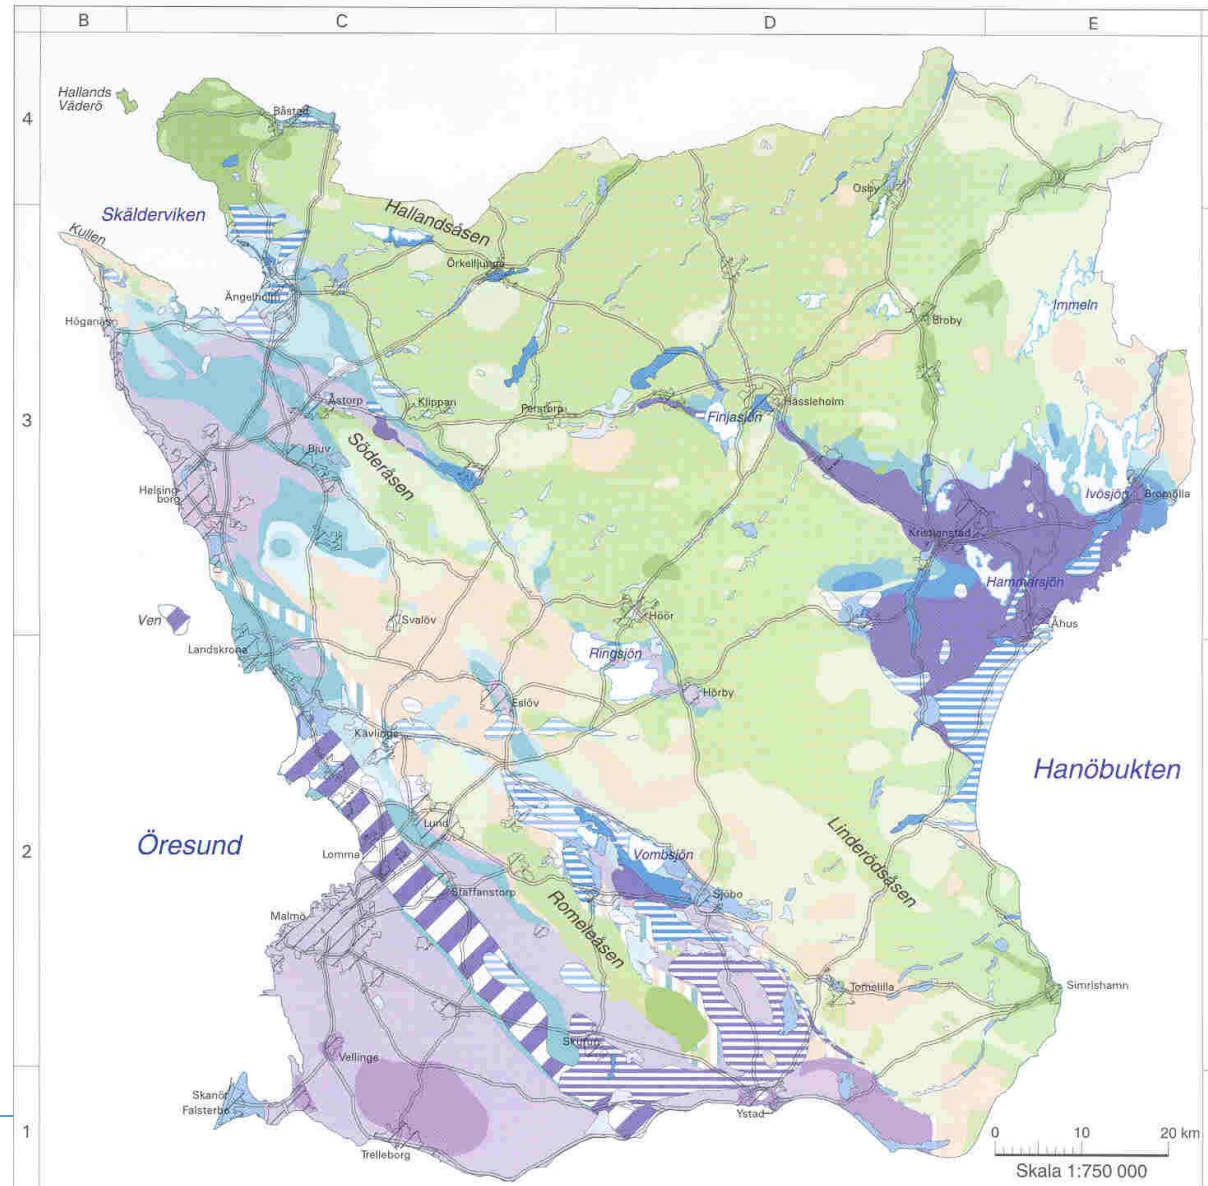 B
C
D
E
4
3
2
1
Hallands
Väderö
Båstad
Skälderviken
Kullen
Hallandsåsen
Osby
Örkelljunga
Immeln
Ängelholm
Höganäs
Broby
Åstorp
Klippan
Perstorp
Finjasjön
Hässleholm
Bjuv
Söderåsen
Helsing-
borg
Ivösjön
Bromölla
Kristianstad
Hammarsjön
Ven
Svalöv
Höör
Åhus
Landskrona
Ringsjön
Hörby
Eslöv
Kävlinge
Hanöbukten
Öresund
Lund
Lomma
Vombsjön
Linderödsåsen
Staffanstorp
Sjöbo
Malmö
Romeleåsen
Tomelilla
Simrishamn
Skurup
Vellinge
Skanör
Falsterbo
Ystad
Trelleborg
0 10 20 km
Skala 1:750 000